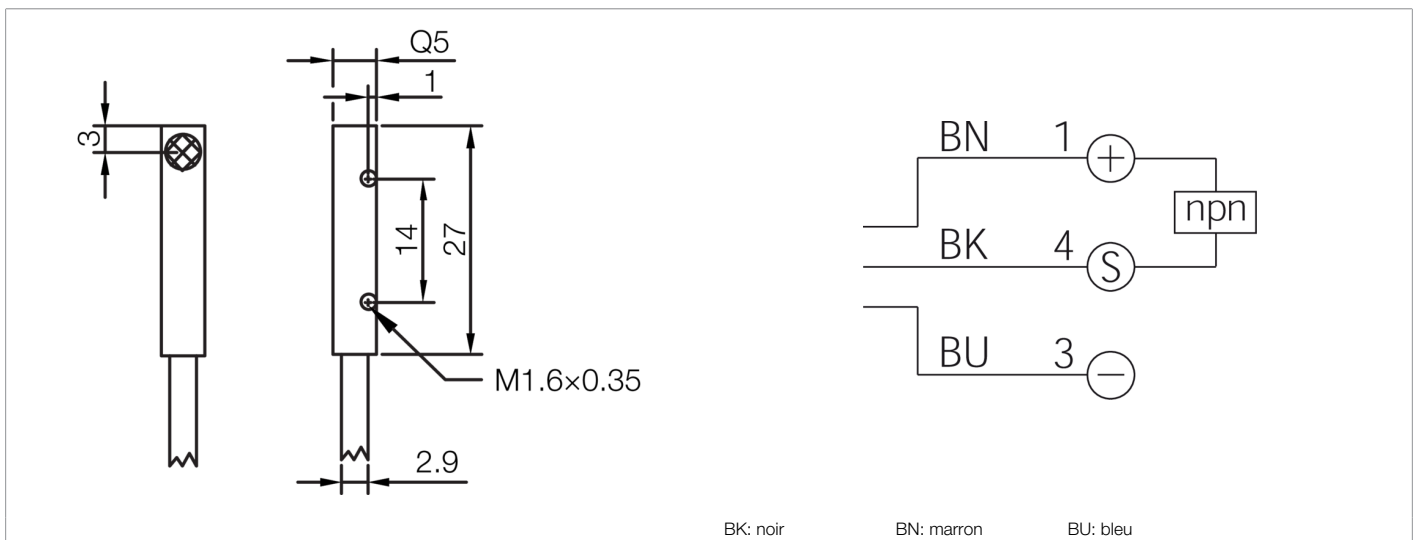 Q5
1
3
14
27
M1.6×0.35
2.9
BN 1 +
npn
BK 4 S
BU 3 −
BK: noir BN: marron BU: bleu